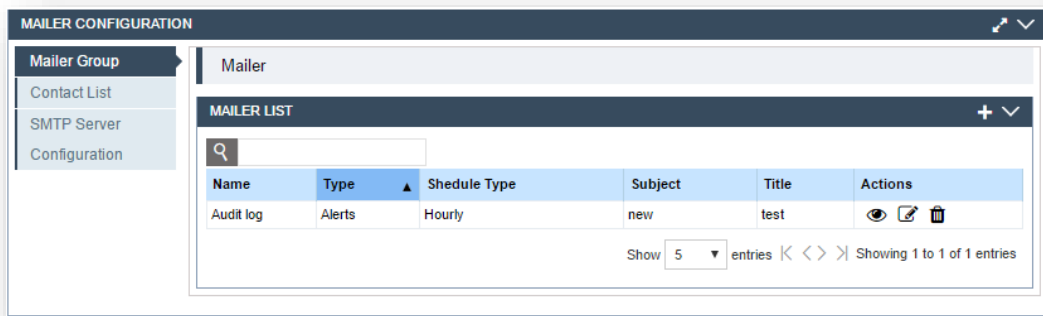 MAILER CONFIGURATION
Mailer Group
Contact List
SMTP Server
Configuration
Mailer
MAILER LIST
Name Type Shedule Type Subject Title Actions
Audit log Alerts Hourly new test
Show 5 entries Showing 1 to 1 of 1 entries